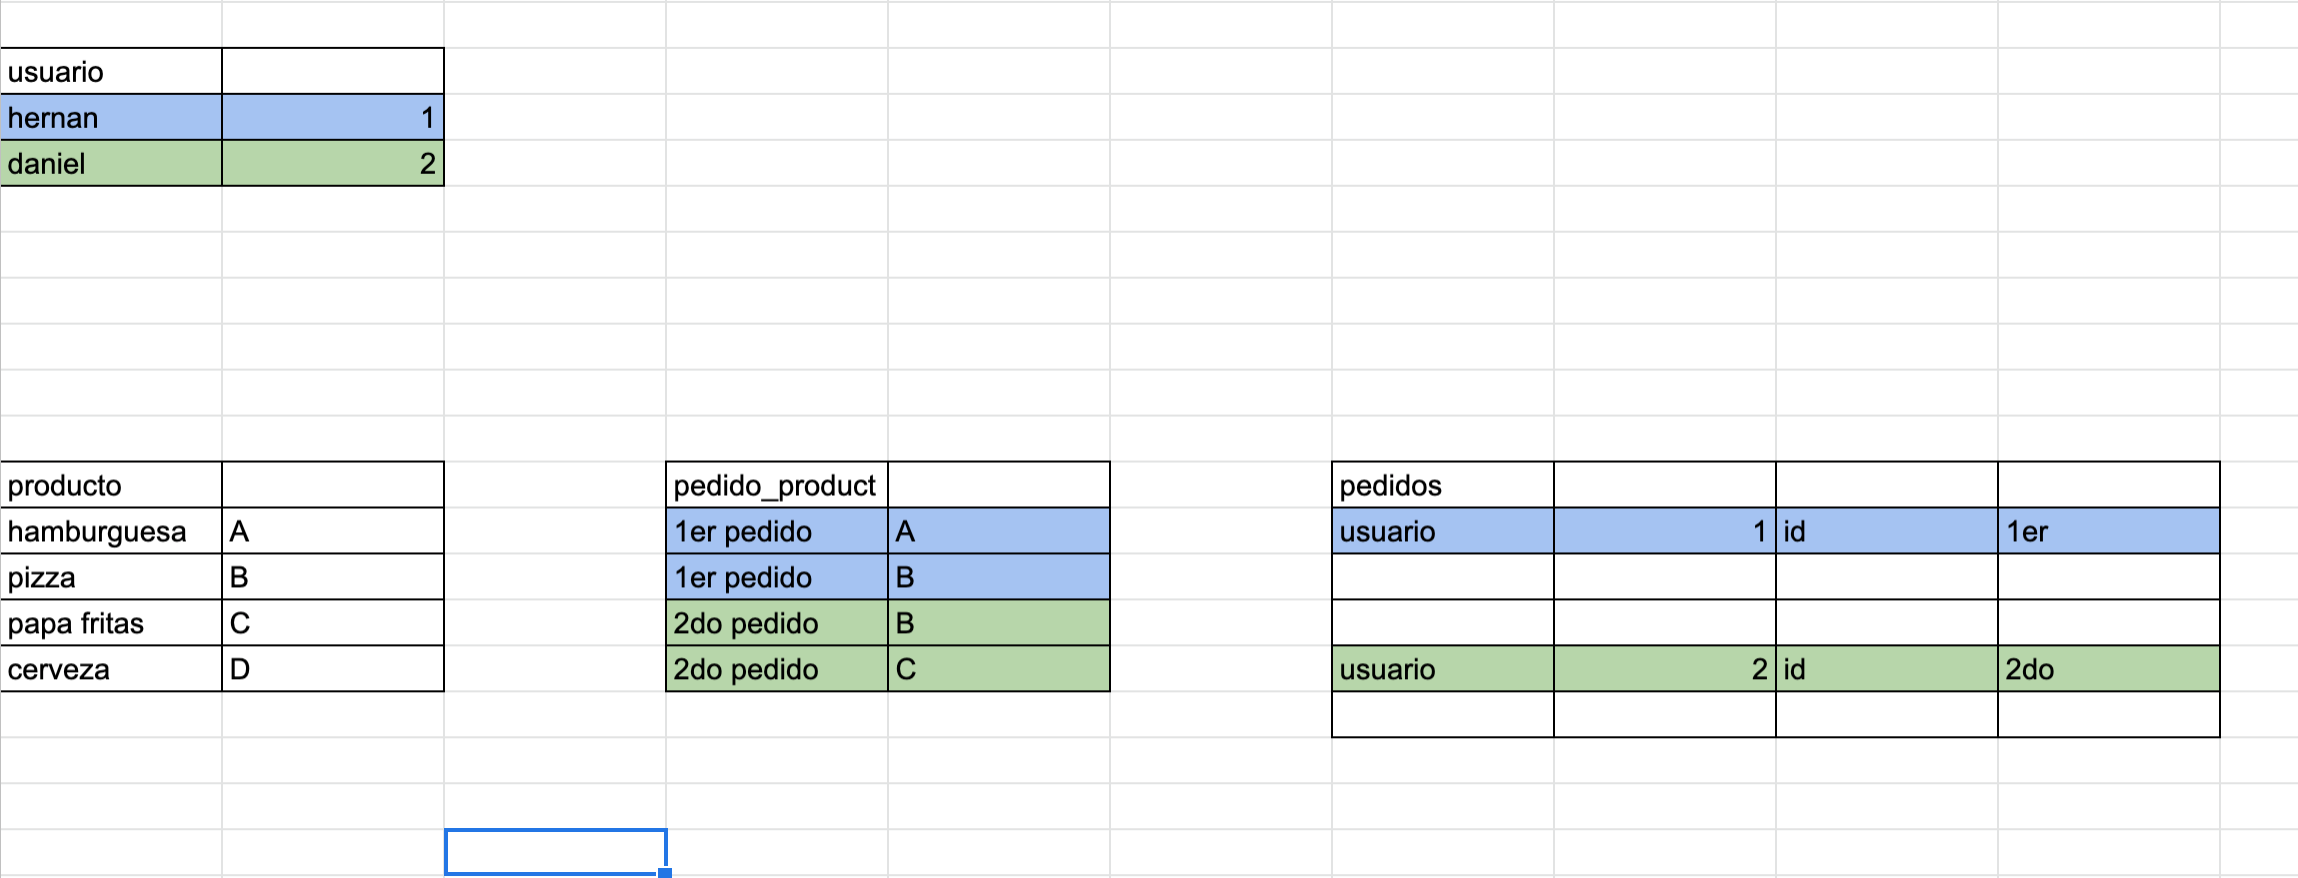 usuario
hernan 1
daniel 2
producto
hamburguesa A
pizza B
papa fritas C
cerveza D
pedido_product
1er pedido A
1er pedido B
2do pedido B
2do pedido C
pedidos
usuario 1 id 1er
usuario 2 id 2do